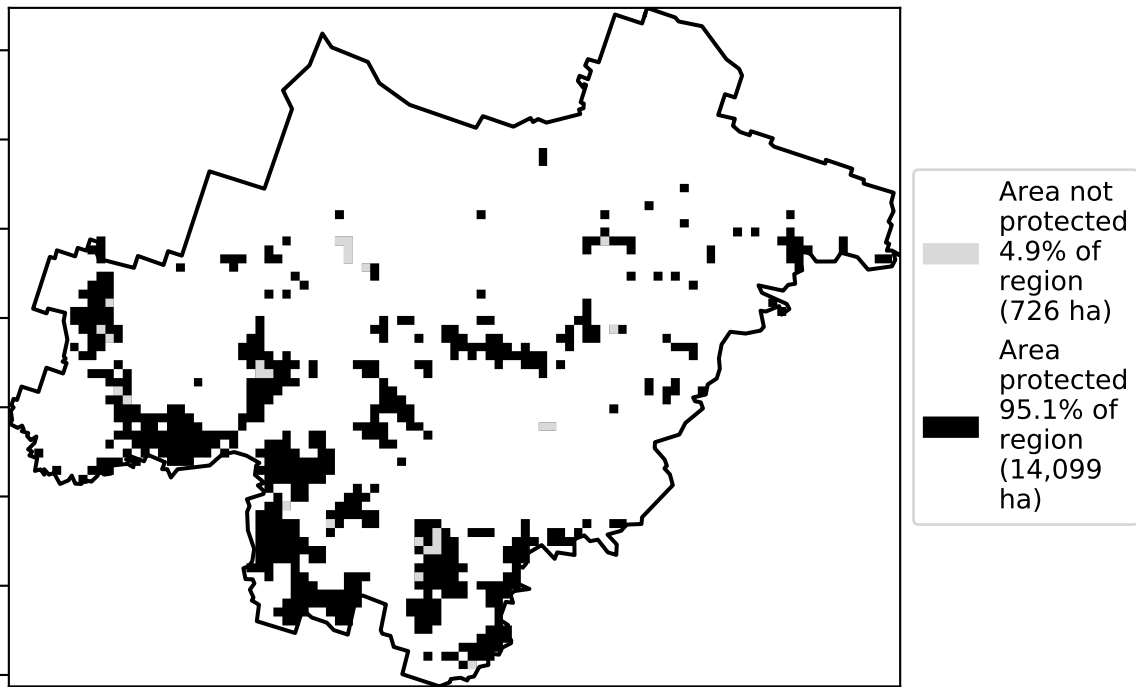 Area not
protected
4.9% of
region
(726 ha)
Area
protected
95.1% of
region
(14,099
ha)